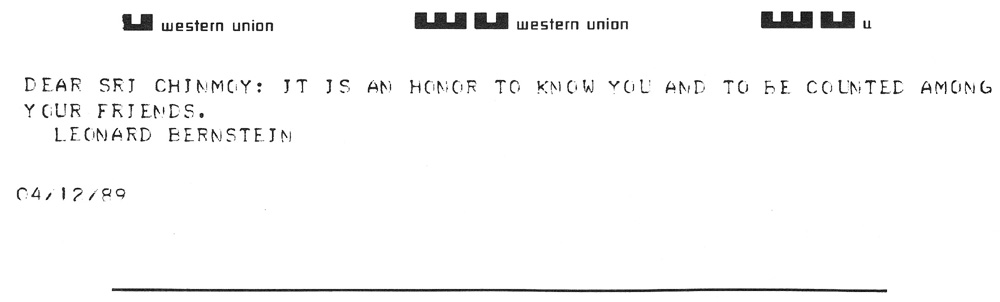 western union western union u
DEAR SRI CHINMOY: IT IS AN HONOR TO KNOW YOU AND TO BE COUNTED AMONG
YOUR FRIENDS.
LEONARD BERNSTEIN
04/12/89